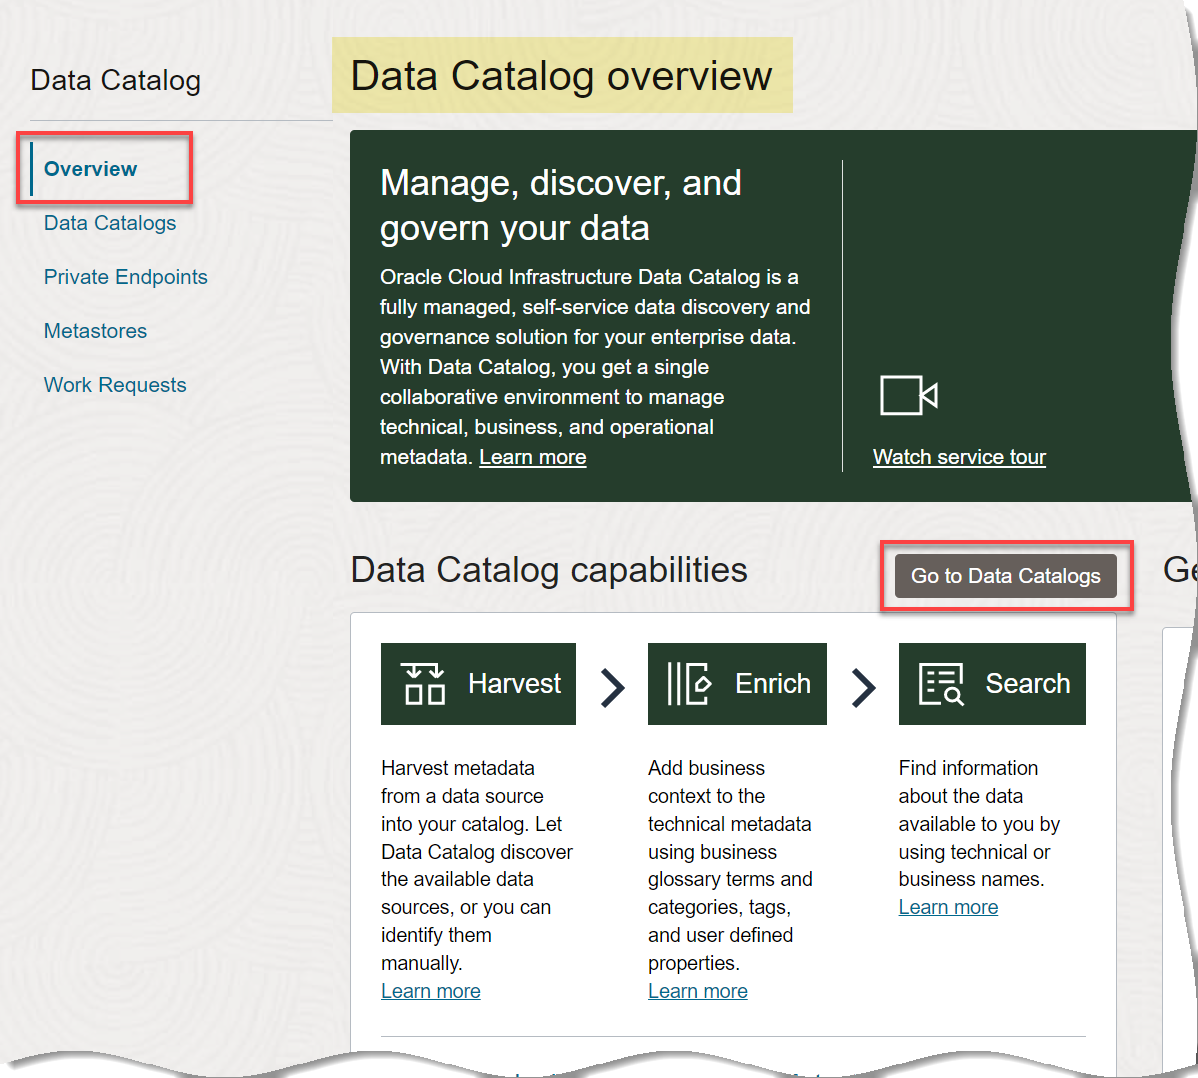 Data Catalog
Overview
Data Catalogs
Private Endpoints
Metastores
Work Requests
Data Catalog overview
Manage, discover, and
govern your data
Oracle Cloud Infrastructure Data Catalog is a
fully managed, self-service data discovery and
governance solution for your enterprise data.
With Data Catalog, you get a single
collaborative environment to manage
technical, business, and operational
metadata. Learn more
Watch service tour
Data Catalog capabilities
Go to Data Catalogs
Harvest
Harvest metadata
from a data source
into your catalog. Let
Data Catalog discover
the available data
sources, or you can
identify them
manually.
Learn more
Enrich
Add business
context to the
technical metadata
using business
glossary terms and
categories, tags,
and user defined
properties.
Learn more
Search
Find information
about the data
available to you by
using technical or
business names.
Learn more